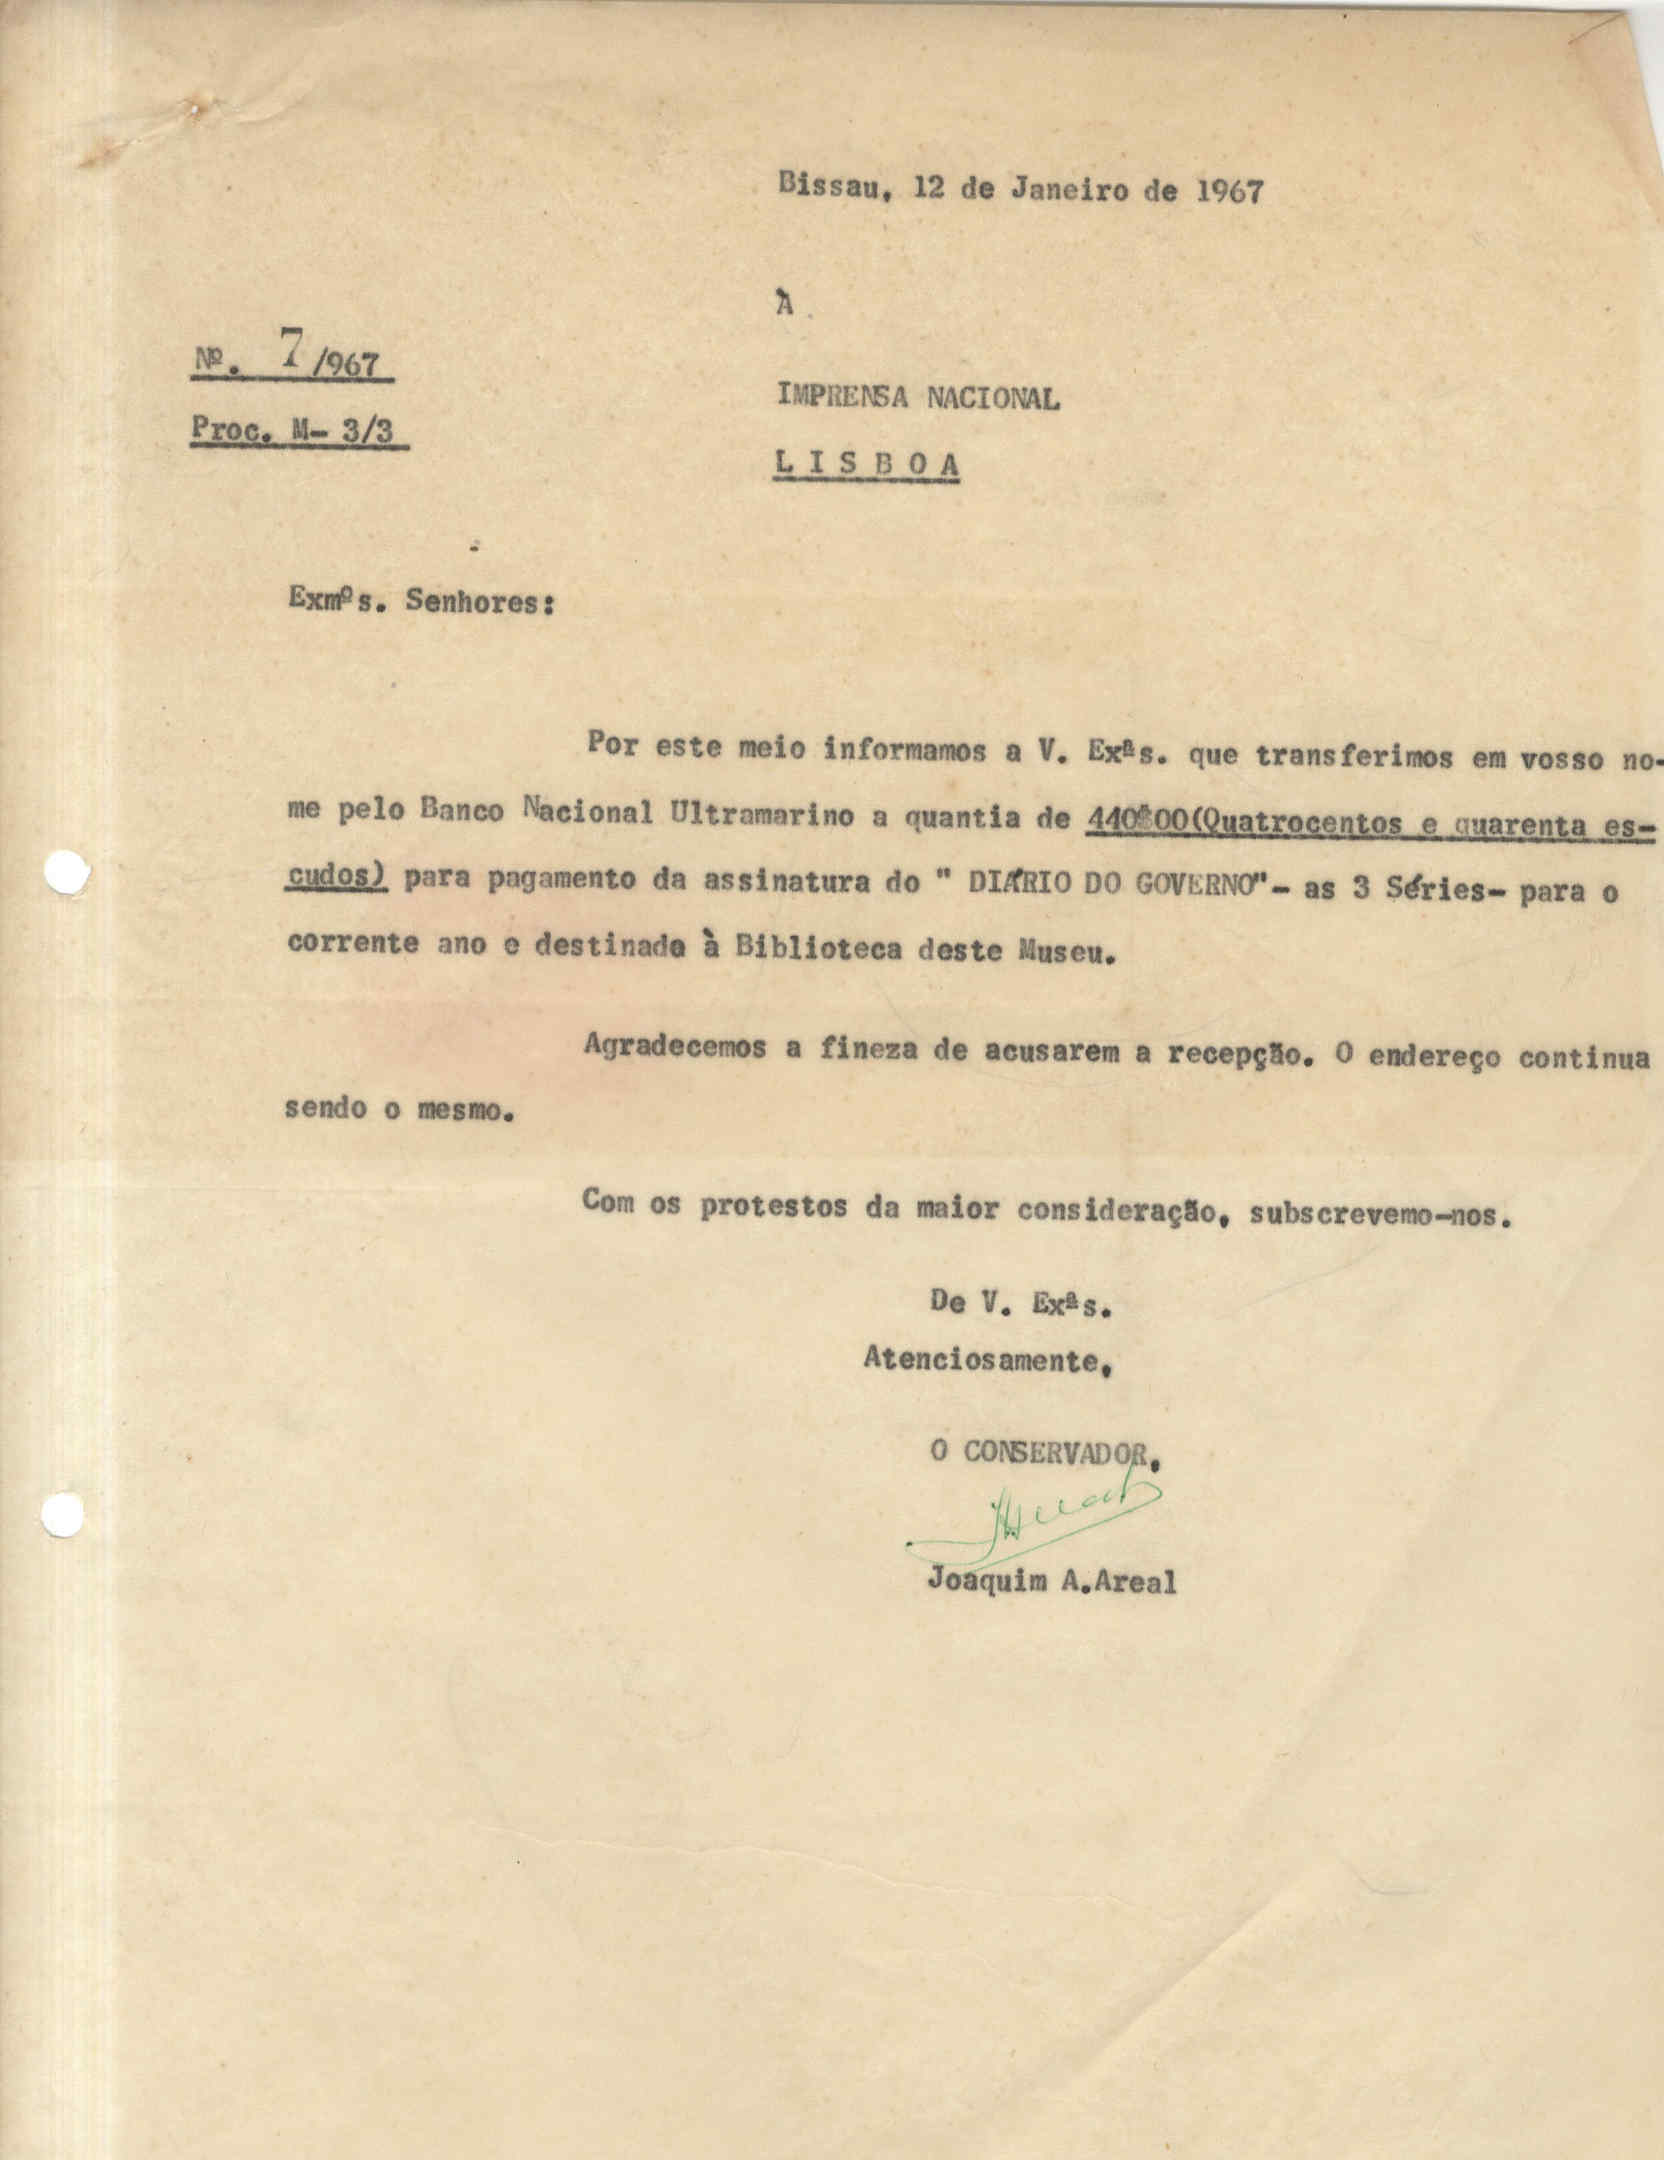 Bissau, 12 de Janeiro de 1967
À
Nº. 7/967
IMPRENSA NACIONAL
Proc. M- 3/3
L I S B O A
Exmºs. Senhores:
Por este meio informamos a V. Exªs. que transferimos em vosso no-
me pelo Banco Nacional Ultramarino a quantia de 440$00(Quatrocentos e quarenta es-
cudos) para pagamento da assinatura do " DIÁRIO DO GOVERNO"- as 3 Séries- para o
corrente ano e destinada à Biblioteca deste Museu.
Agradecemos a fineza de acusarem a recepção. O endereço continua
sendo o mesmo.
Com os protestos da maior consideração, subscrevemo-nos.
De V. Exªs.
Atenciosamente,
O CONSERVADOR,
Joaquim A.Areal